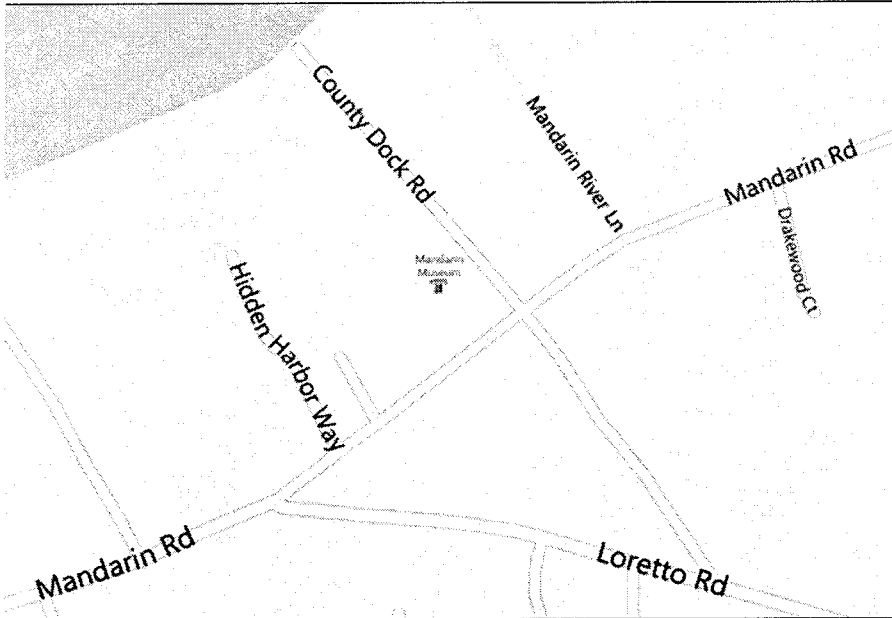 County Dock Rd
Mandarin River Ln
Mandarin Rd
Drakewood Ct
Mandarin
Museum
Hidden Harbor Way
Mandarin Rd
Loretto Rd